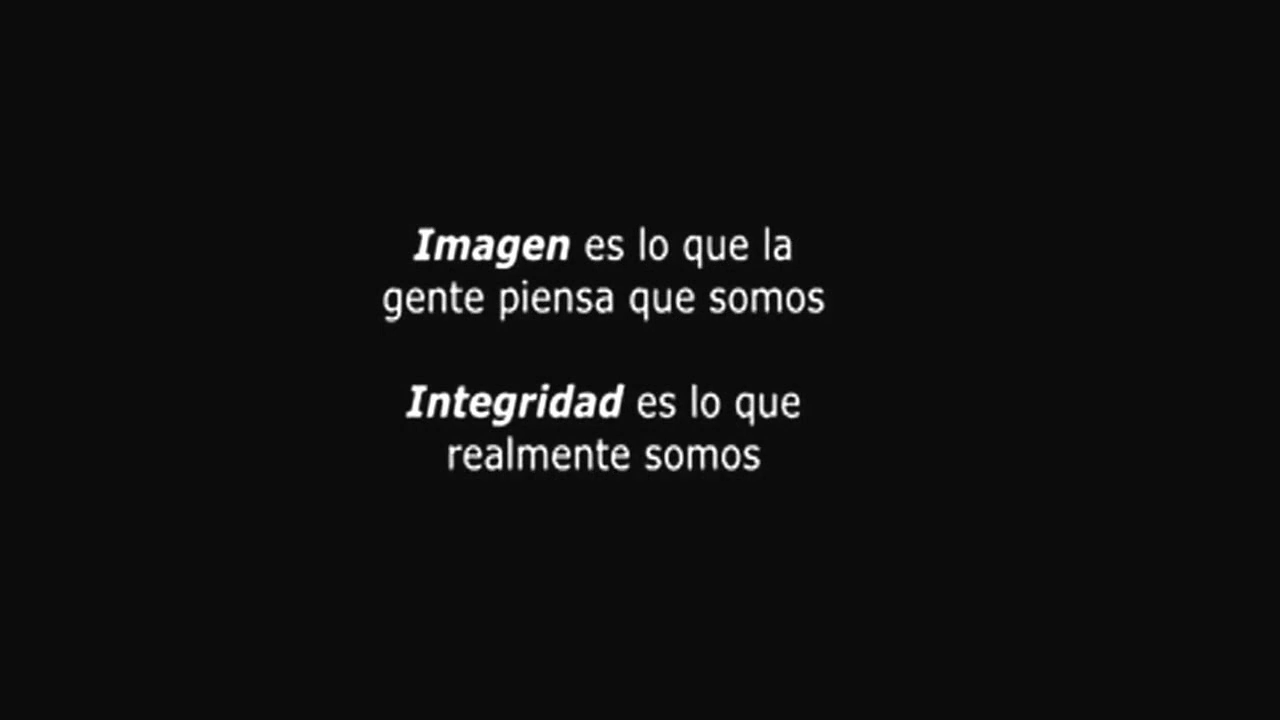 Imagen es lo que la
gente piensa que somos
Integridad es lo que
realmente somos